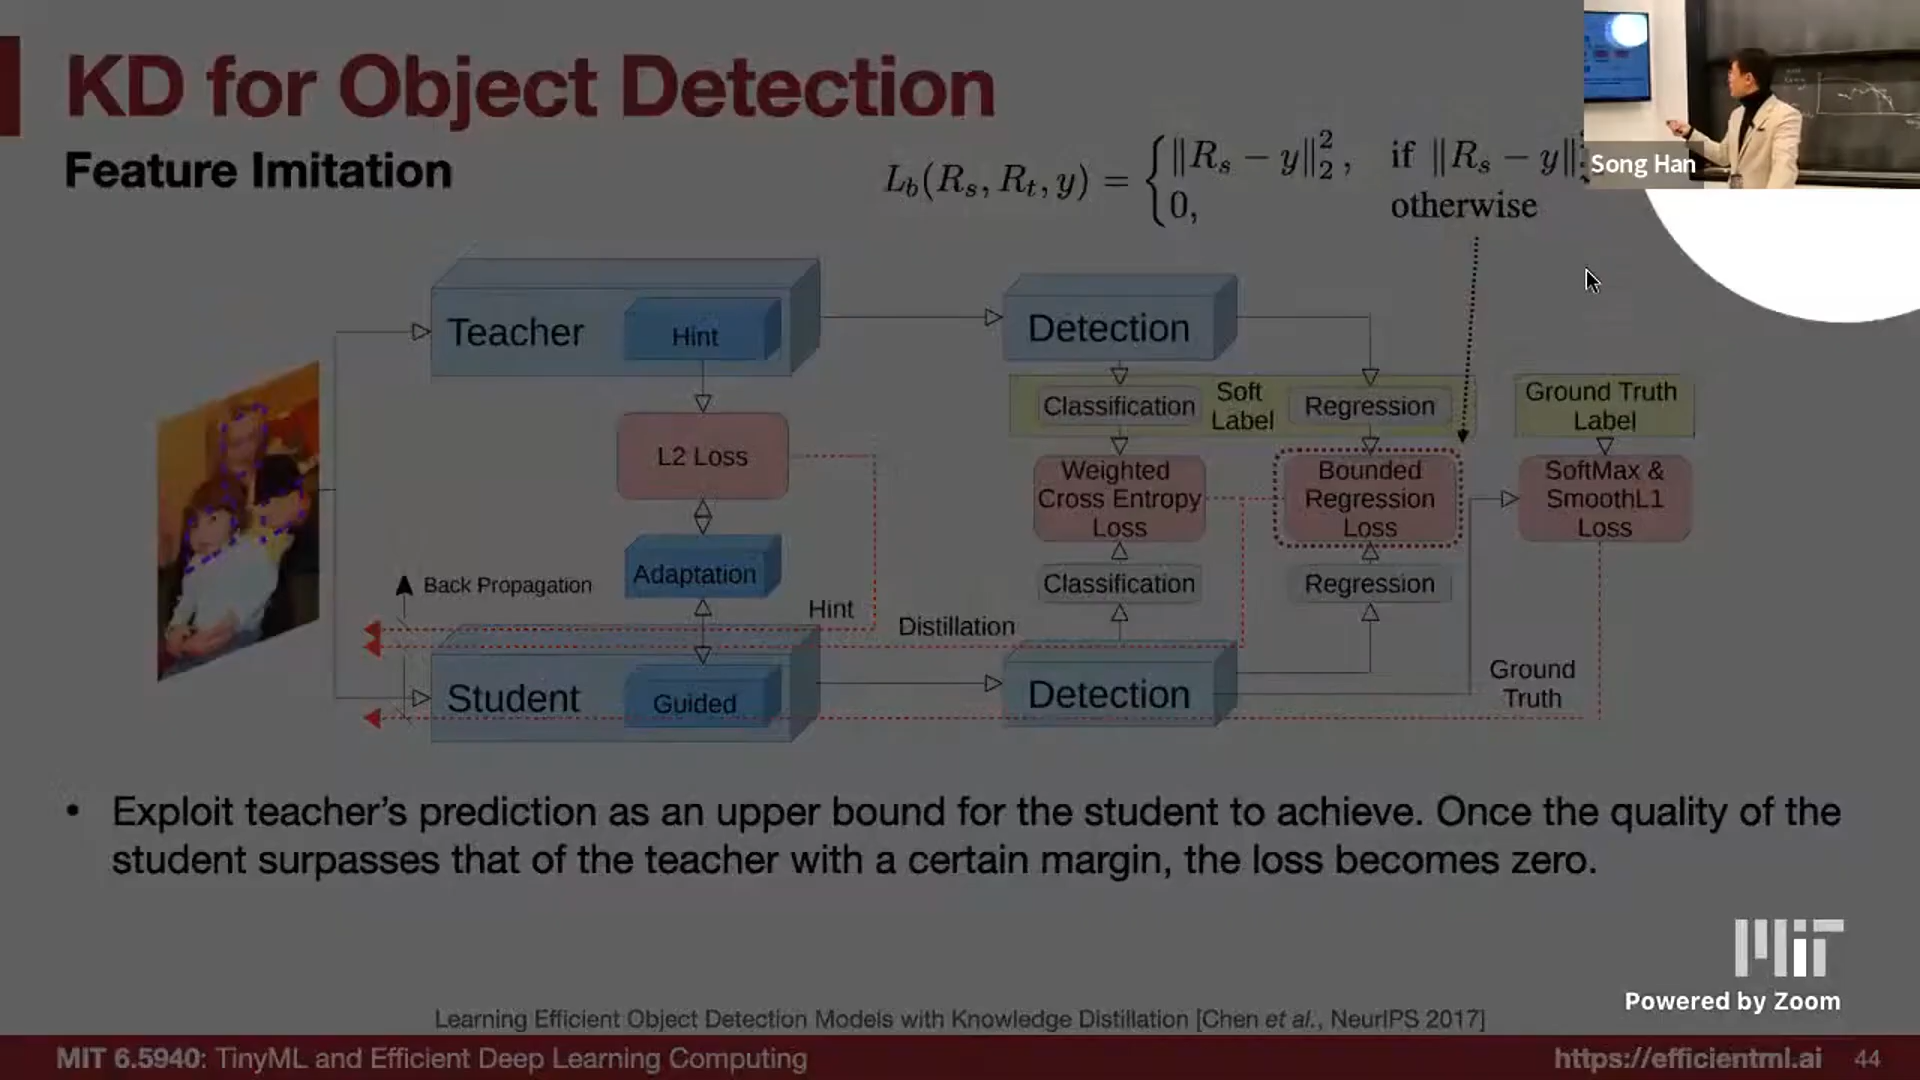 KD for Object Detection
Feature Imitation
L_b(R_s, R_t, y) = { ‖R_s − y‖₂², if ‖R_s − y‖
0, otherwise
Song Han
Teacher
Hint
Detection
Classification
Soft
Label
Regression
Ground Truth
Label
L2 Loss
Weighted
Cross Entropy
Loss
Bounded
Regression
Loss
SoftMax &
SmoothL1
Loss
Adaptation
Back Propagation
Classification
Regression
Hint
Distillation
Student
Guided
Detection
Ground
Truth
• Exploit teacher’s prediction as an upper bound for the student to achieve. Once the quality of the
student surpasses that of the teacher with a certain margin, the loss becomes zero.
MIT
Powered by Zoom
Learning Efficient Object Detection Models with Knowledge Distillation [Chen et al., NeurIPS 2017]
MIT 6.5940: TinyML and Efficient Deep Learning Computing
https://efficientml.ai 44